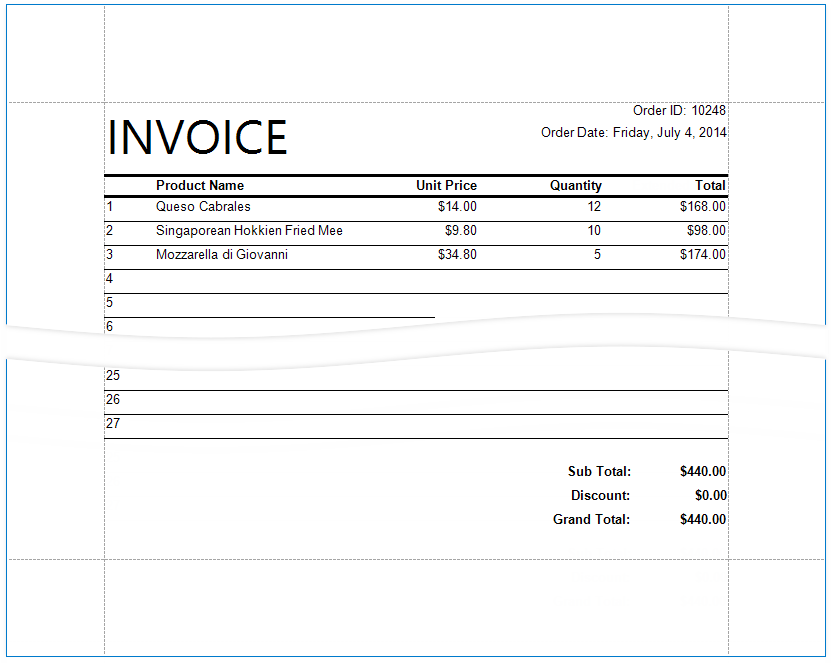 Order ID: 10248
INVOICE
Order Date: Friday, July 4, 2014
Product Name Unit Price Quantity Total
1 Queso Cabrales $14.00 12 $168.00
2 Singaporean Hokkien Fried Mee $9.80 10 $98.00
3 Mozzarella di Giovanni $34.80 5 $174.00
4
5
6
25
26
27
Sub Total: $440.00
Discount: $0.00
Grand Total: $440.00